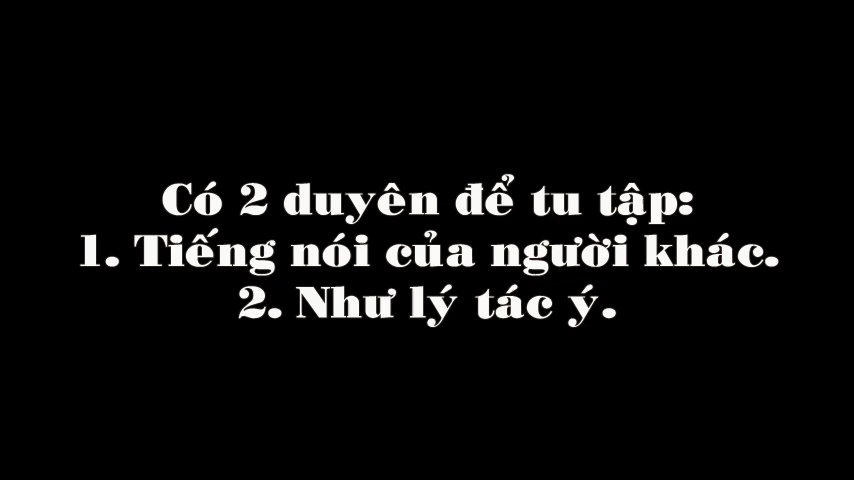 Có 2 duyên để tu tập:
1. Tiếng nói của người khác.
2. Như lý tác ý.